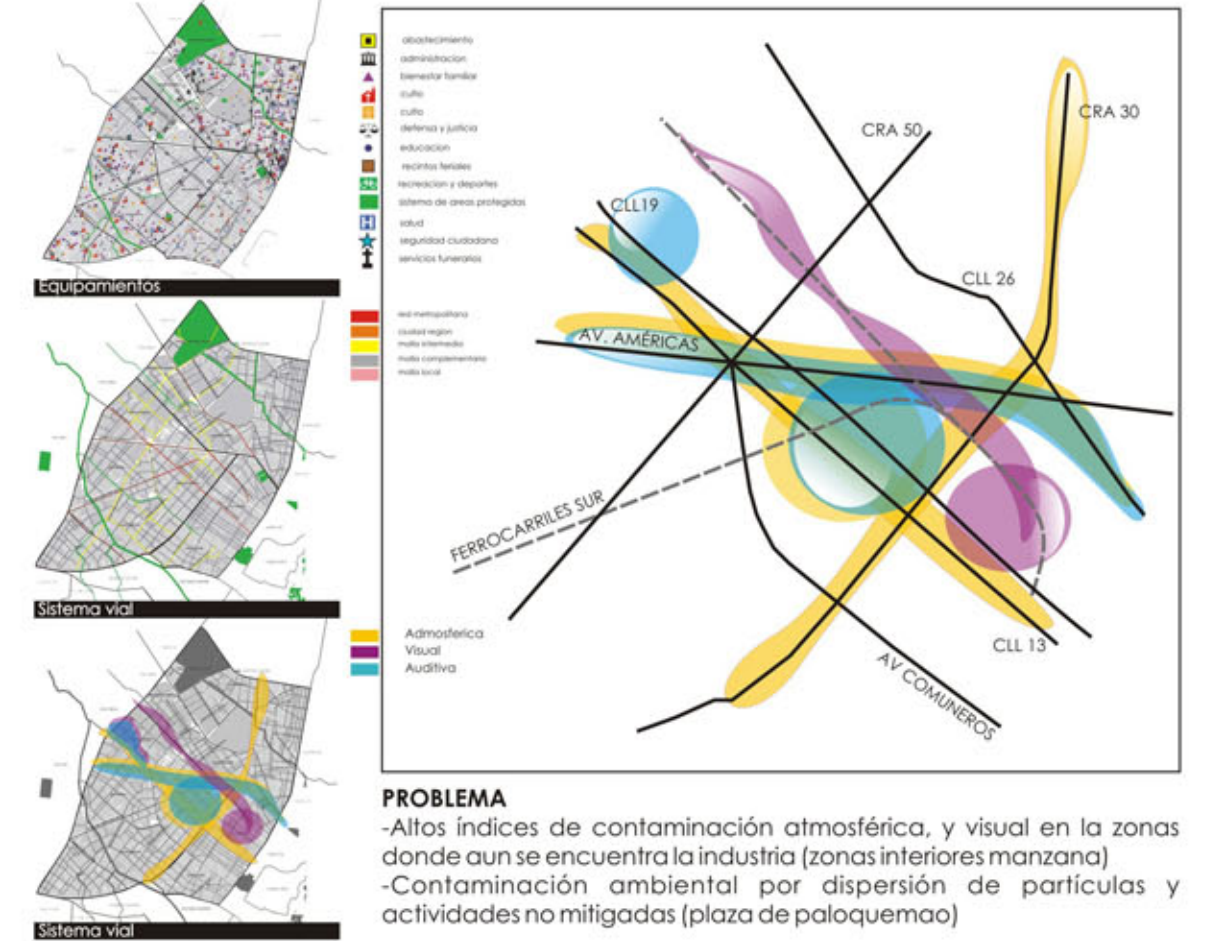 abastecimiento
administracion
bienestar familiar
culto
culto
defensa y justicia
educacion
recintos feriales
recreacion y deportes
sistema de areas protegidas
salud
seguridad ciudadana
servicios funerarios
Equipamientos
red metropolitana
ciudad region
malla intermedia
malla complementaria
malla local
Sistema vial
Admosferica
Visual
Auditiva
Sistema vial
CRA 30
CRA 50
CLL19
CLL 26
AV. AMÉRICAS
FERROCARRILES SUR
CLL 13
AV COMUNEROS
PROBLEMA
-Altos índices de contaminación atmosférica, y visual en la zonas
donde aun se encuentra la industria (zonas interiores manzana)
-Contaminación ambiental por dispersión de partículas y
actividades no mitigadas (plaza de paloquemao)